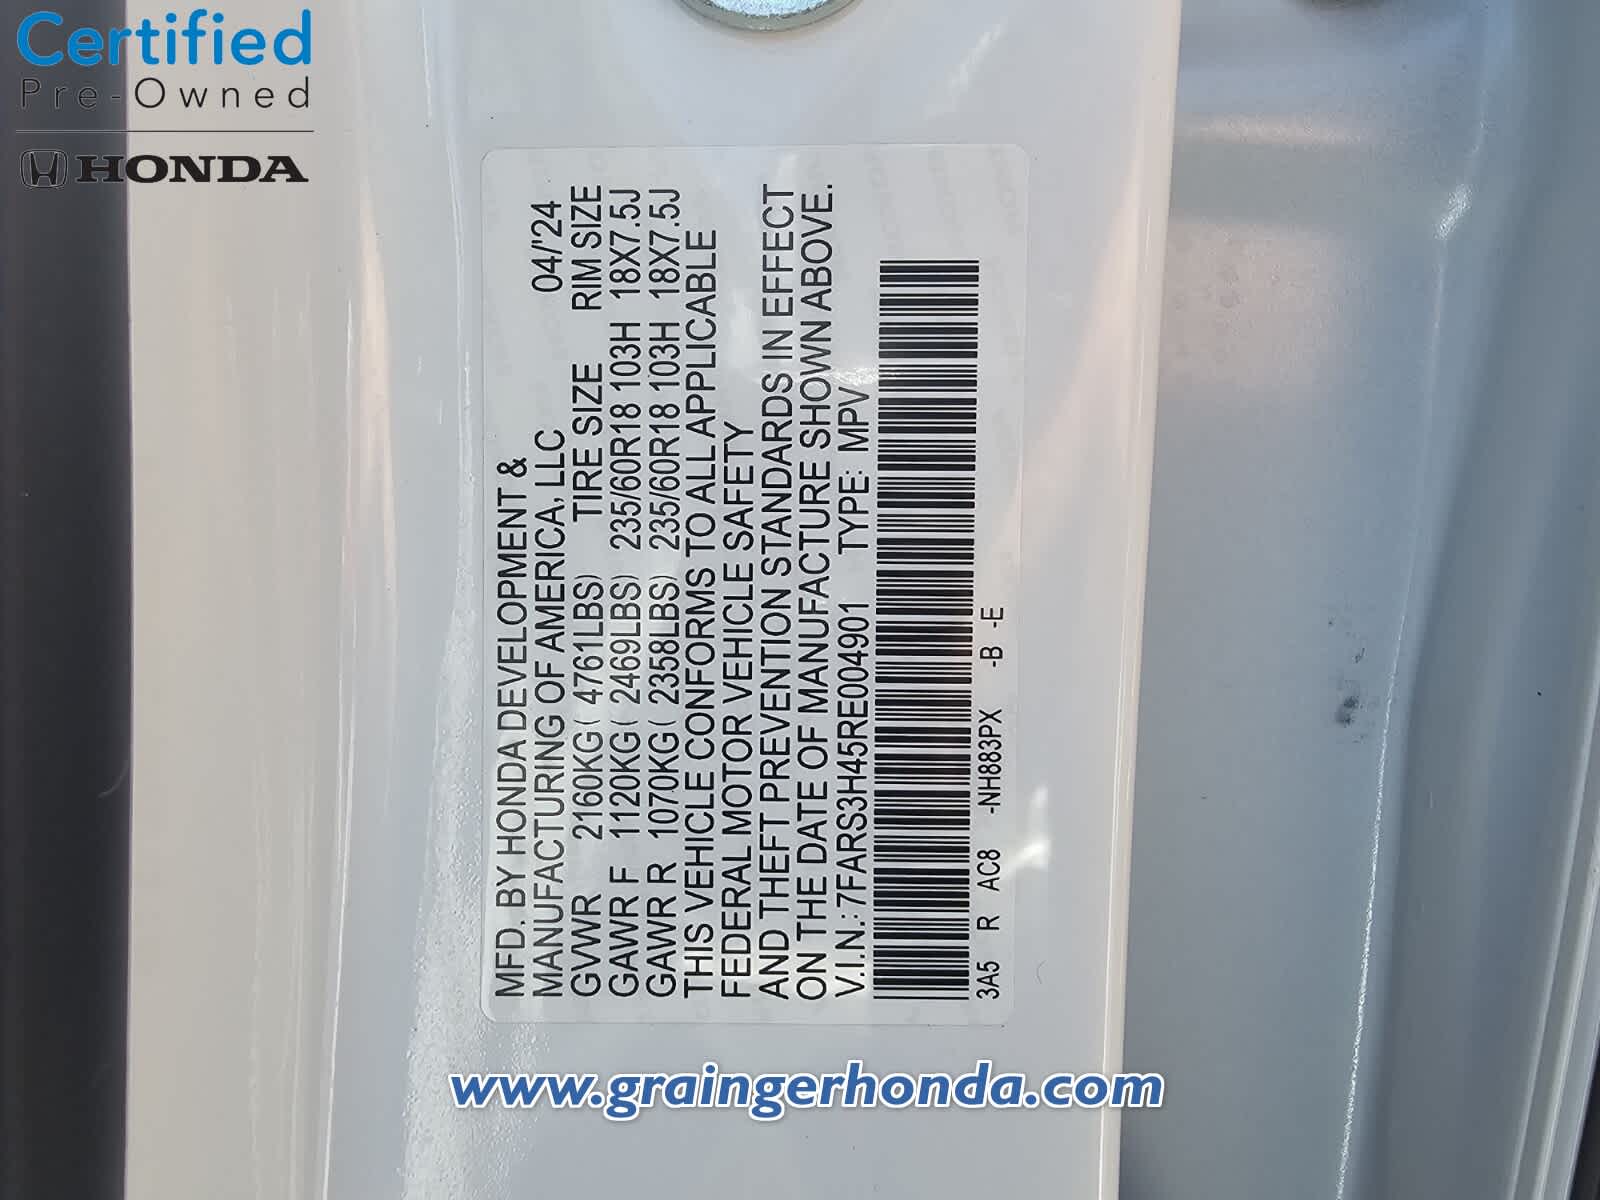 Certified
Pre-Owned
HONDA
MFD. BY HONDA DEVELOPMENT &
MANUFACTURING OF AMERICA, LLC 04/'24
GVWR 2160KG ( 4761LBS) TIRE SIZE RIM SIZE
GAWR F 1120KG ( 2469LBS) 235/60R18 103H 18X7.5J
GAWR R 1070KG ( 2358LBS) 235/60R18 103H 18X7.5J
THIS VEHICLE CONFORMS TO ALL APPLICABLE
FEDERAL MOTOR VEHICLE SAFETY
AND THEFT PREVENTION STANDARDS IN EFFECT
ON THE DATE OF MANUFACTURE SHOWN ABOVE.
V.I.N.: 7FARS3H45RE004901 TYPE: MPV
3A5 R AC8 -NH883PX -B -E
www.graingerhonda.com